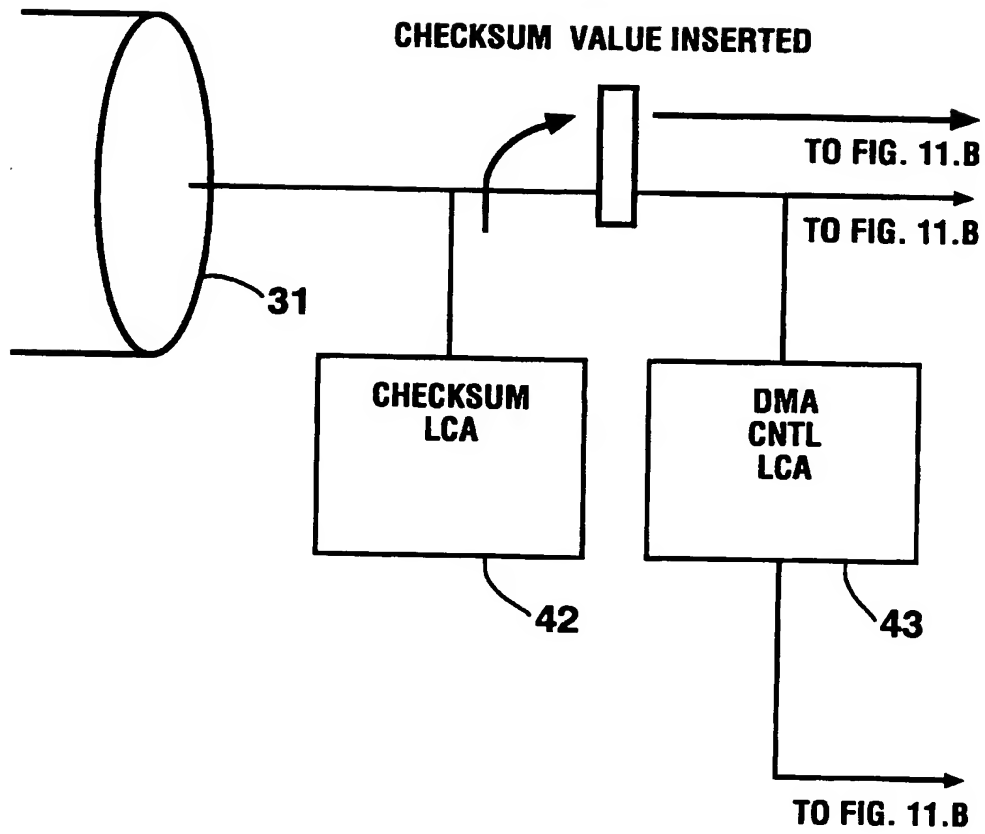 CHECKSUM VALUE INSERTED
TO FIG. 11.B
TO FIG. 11.B
31
CHECKSUM
LCA
DMA
CNTL
LCA
42
43
TO FIG. 11.B